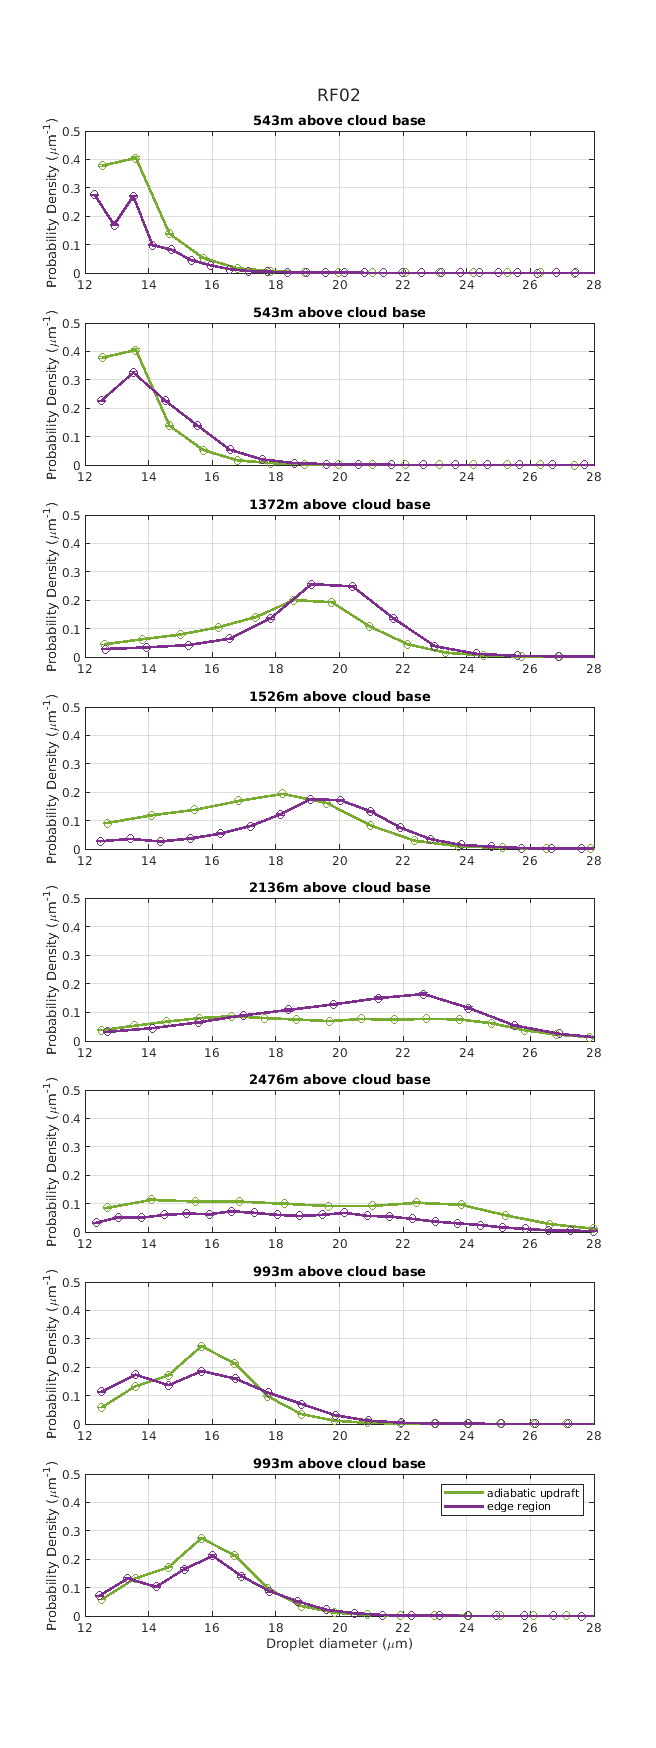 RF02
543m above cloud base
Probability Density (μm⁻¹)
0.5
0.4
0.3
0.2
0.1
0
12 14 16 18 20 22 24 26 28
543m above cloud base
Probability Density (μm⁻¹)
0.5
0.4
0.3
0.2
0.1
0
12 14 16 18 20 22 24 26 28
1372m above cloud base
Probability Density (μm⁻¹)
0.5
0.4
0.3
0.2
0.1
0
12 14 16 18 20 22 24 26 28
1526m above cloud base
Probability Density (μm⁻¹)
0.5
0.4
0.3
0.2
0.1
0
12 14 16 18 20 22 24 26 28
2136m above cloud base
Probability Density (μm⁻¹)
0.5
0.4
0.3
0.2
0.1
0
12 14 16 18 20 22 24 26 28
2476m above cloud base
Probability Density (μm⁻¹)
0.5
0.4
0.3
0.2
0.1
0
12 14 16 18 20 22 24 26 28
993m above cloud base
Probability Density (μm⁻¹)
0.5
0.4
0.3
0.2
0.1
0
12 14 16 18 20 22 24 26 28
993m above cloud base
Probability Density (μm⁻¹)
0.5
0.4
0.3
0.2
0.1
0
adiabatic updraft
edge region
12 14 16 18 20 22 24 26 28
Droplet diameter (μm)